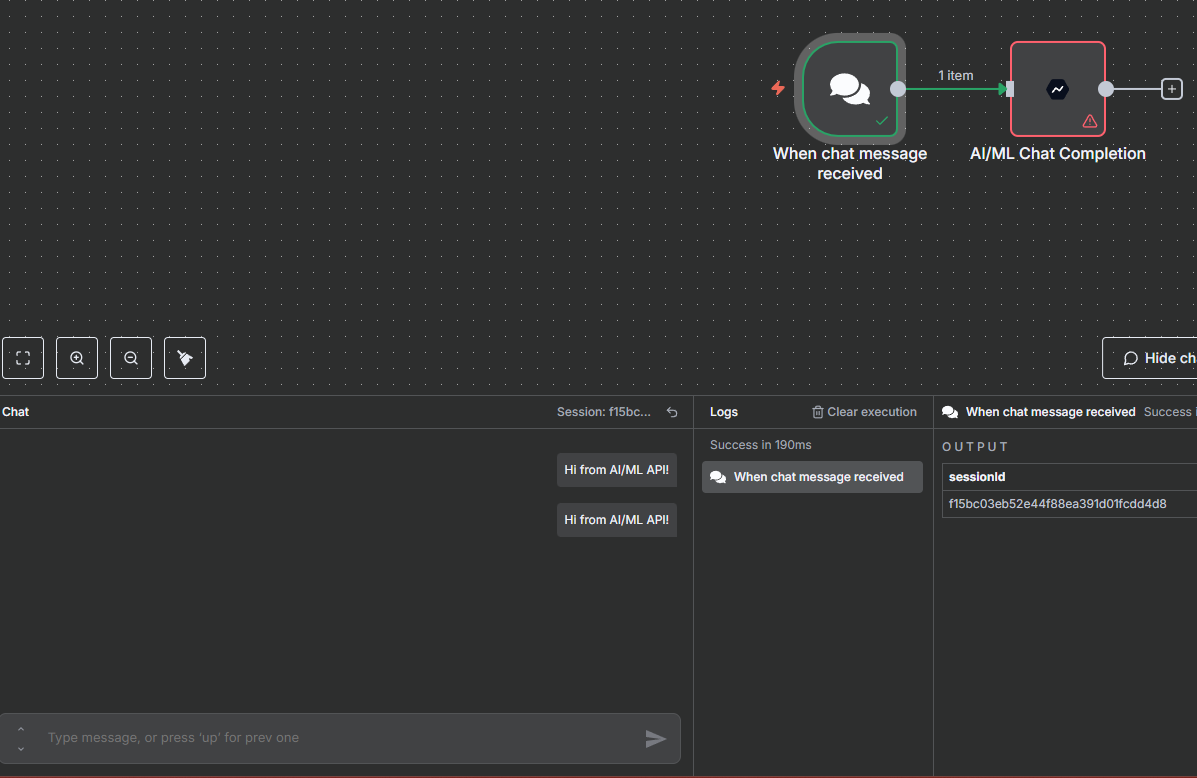 1 item
When chat message
received
AI/ML Chat Completion
Hide ch
Chat
Session: f15bc...
Logs
Clear execution
When chat message received
Success i
Success in 190ms
OUTPUT
Hi from AI/ML API!
When chat message received
sessionId
f15bc03eb52e44f88ea391d01fcdd4d8
Hi from AI/ML API!
Type message, or press 'up' for prev one